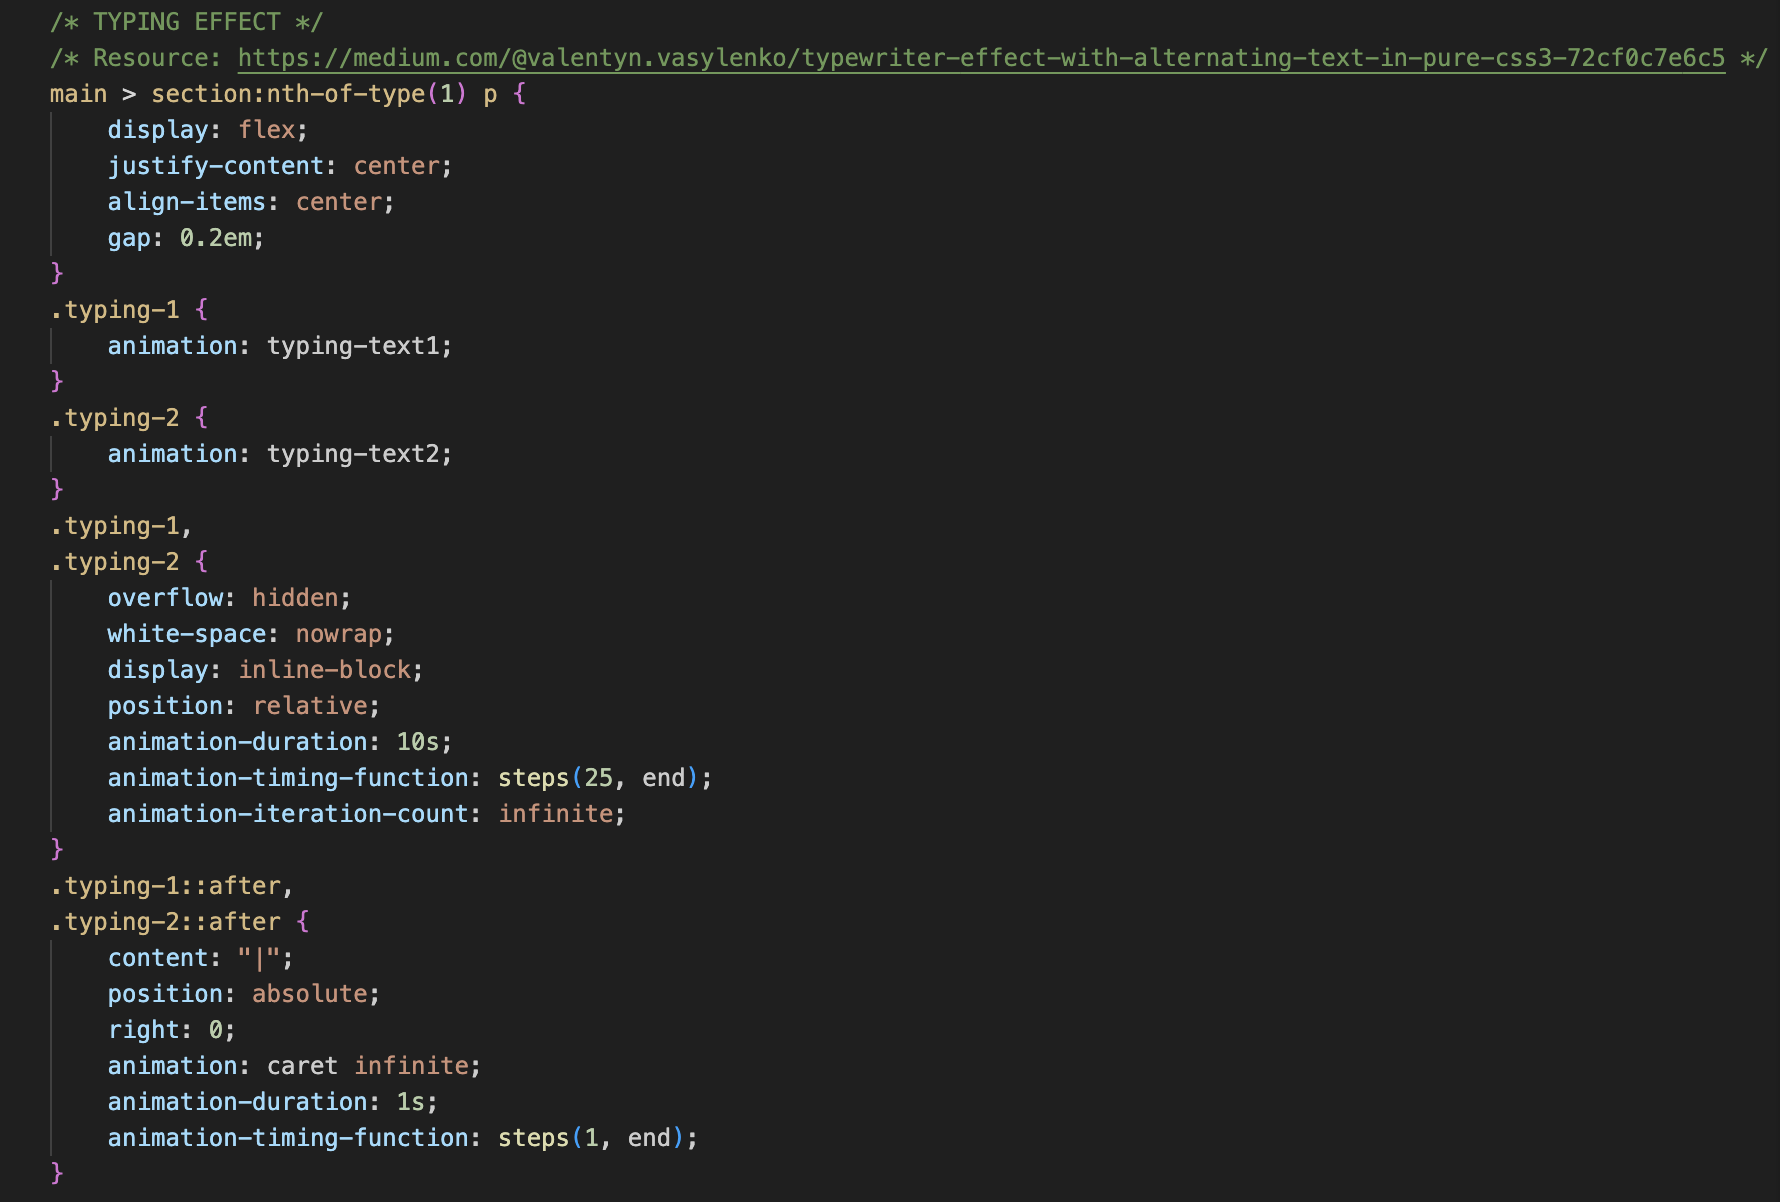 /* TYPING EFFECT */
/* Resource: https://medium.com/@valentyn.vasylenko/typewriter-effect-with-alternating-text-in-pure-css3-72cf0c7e6c5 */
main > section:nth-of-type(1) p {
    display: flex;
    justify-content: center;
    align-items: center;
    gap: 0.2em;
}
.typing-1 {
    animation: typing-text1;
}
.typing-2 {
    animation: typing-text2;
}
.typing-1,
.typing-2 {
    overflow: hidden;
    white-space: nowrap;
    display: inline-block;
    position: relative;
    animation-duration: 10s;
    animation-timing-function: steps(25, end);
    animation-iteration-count: infinite;
}
.typing-1::after,
.typing-2::after {
    content: "|";
    position: absolute;
    right: 0;
    animation: caret infinite;
    animation-duration: 1s;
    animation-timing-function: steps(1, end);
}